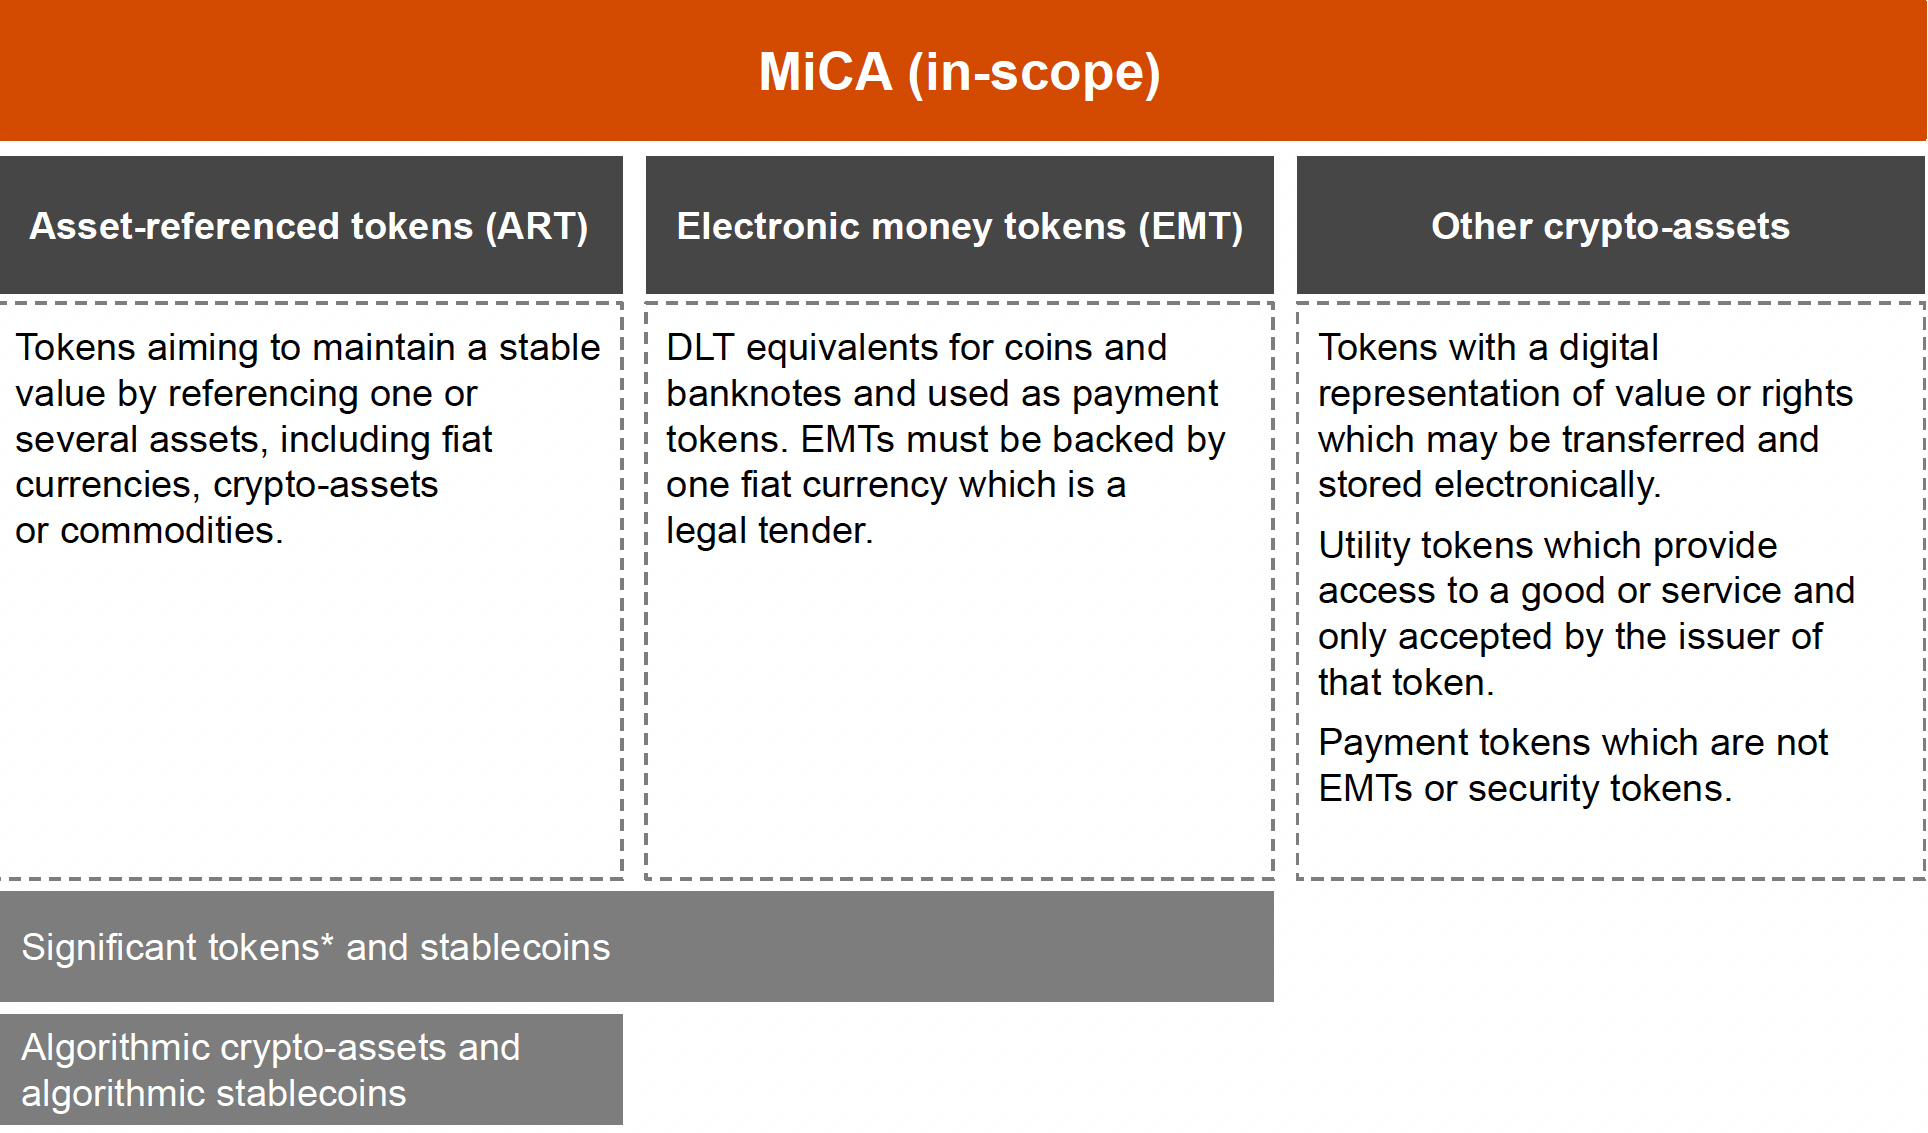 MiCA (in-scope)
Asset-referenced tokens (ART)
Tokens aiming to maintain a stable
value by referencing one or
several assets, including fiat
currencies, crypto-assets
or commodities.
Electronic money tokens (EMT)
DLT equivalents for coins and
banknotes and used as payment
tokens. EMTs must be backed by
one fiat currency which is a
legal tender.
Other crypto-assets
Tokens with a digital
representation of value or rights
which may be transferred and
stored electronically.
Utility tokens which provide
access to a good or service and
only accepted by the issuer of
that token.
Payment tokens which are not
EMTs or security tokens.
Significant tokens* and stablecoins
Algorithmic crypto-assets and
algorithmic stablecoins